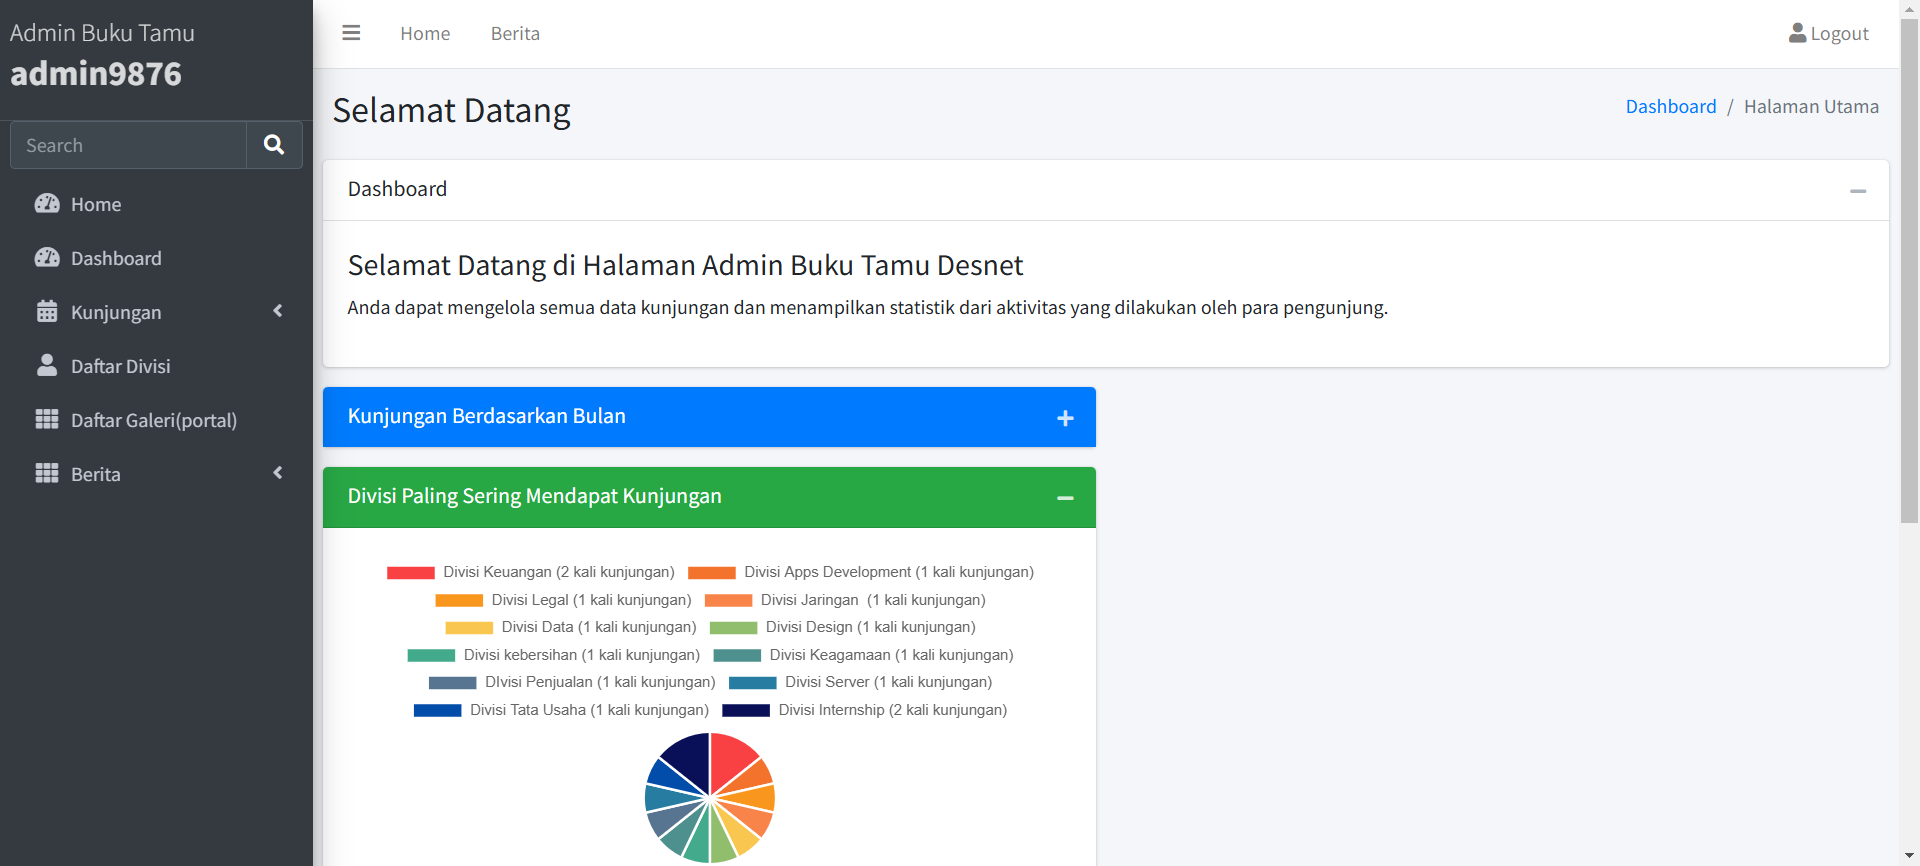 Admin Buku Tamu
admin9876
Search
Home
Dashboard
Kunjungan
Daftar Divisi
Daftar Galeri(portal)
Berita
Home Berita Logout
Selamat Datang
Dashboard / Halaman Utama
Dashboard
Selamat Datang di Halaman Admin Buku Tamu Desnet
Anda dapat mengelola semua data kunjungan dan menampilkan statistik dari aktivitas yang dilakukan oleh para pengunjung.
Kunjungan Berdasarkan Bulan
Divisi Paling Sering Mendapat Kunjungan
Divisi Keuangan (2 kali kunjungan) Divisi Apps Development (1 kali kunjungan)
Divisi Legal (1 kali kunjungan) Divisi Jaringan (1 kali kunjungan)
Divisi Data (1 kali kunjungan) Divisi Design (1 kali kunjungan)
Divisi kebersihan (1 kali kunjungan) Divisi Keagamaan (1 kali kunjungan)
DIvisi Penjualan (1 kali kunjungan) Divisi Server (1 kali kunjungan)
Divisi Tata Usaha (1 kali kunjungan) Divisi Internship (2 kali kunjungan)